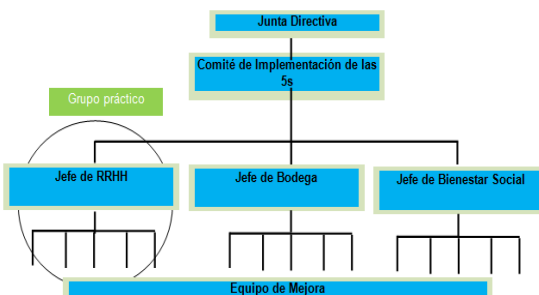 Junta Directiva
Comité de Implementación de las
5s
Grupo práctico
Jefe de RRHH
Jefe de Bodega
Jefe de Bienestar Social
Equipo de Mejora